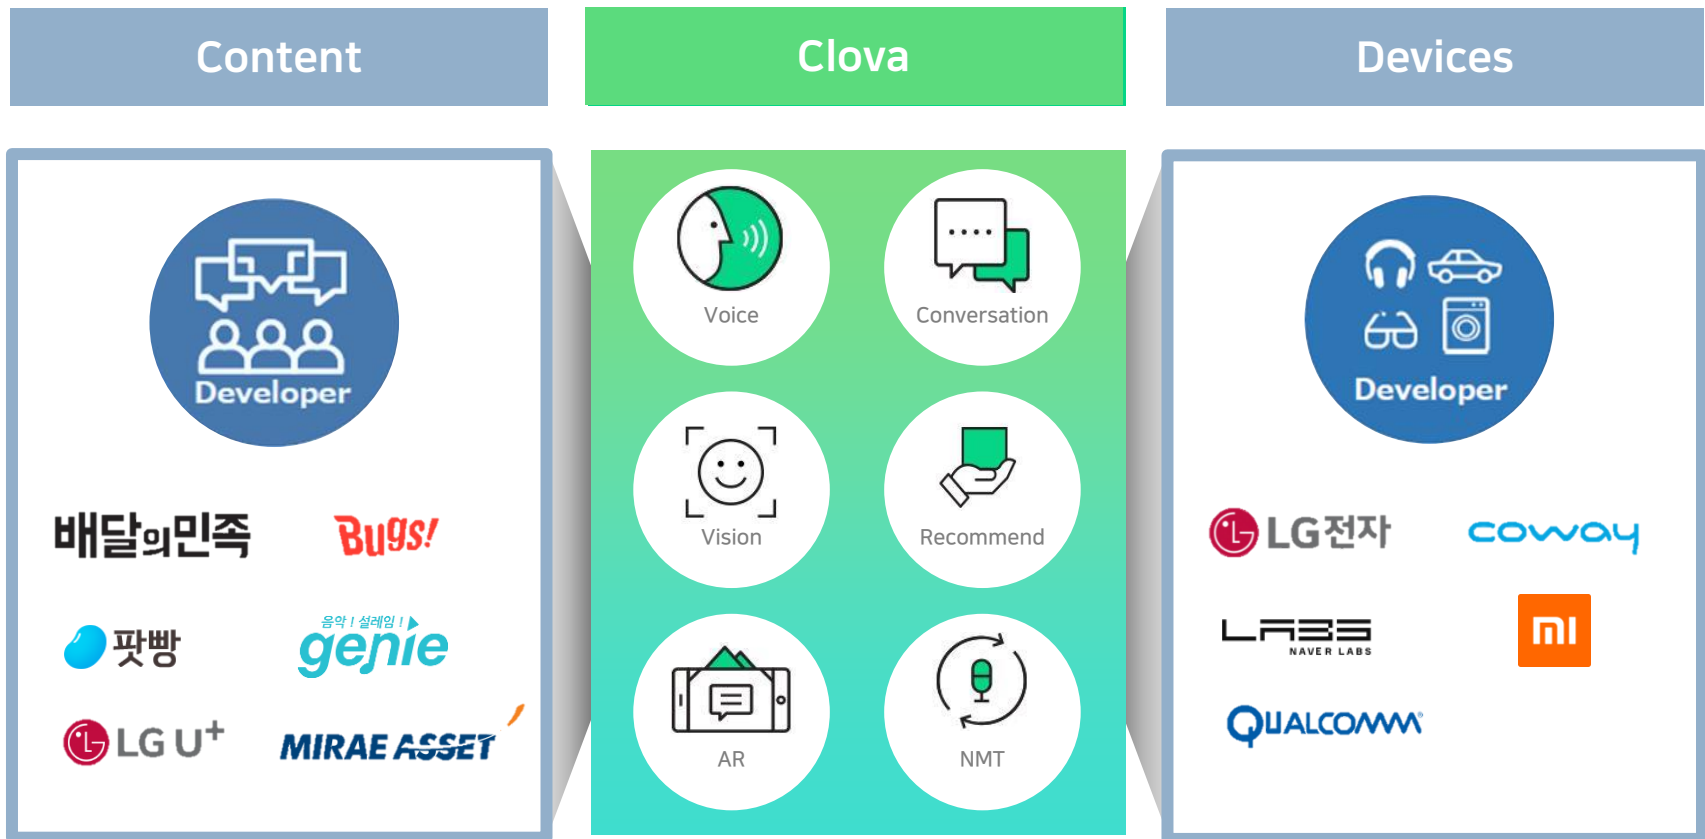 Content
Clova
Devices
Developer
배달의민족
Bugs!
팟빵
음악! 설레임!
genie
LG U+
MIRAE ASSET
Voice
Conversation
Vision
Recommend
AR
NMT
Developer
LG전자
coway
LABS
NAVER LABS
MI
QUALCOMM